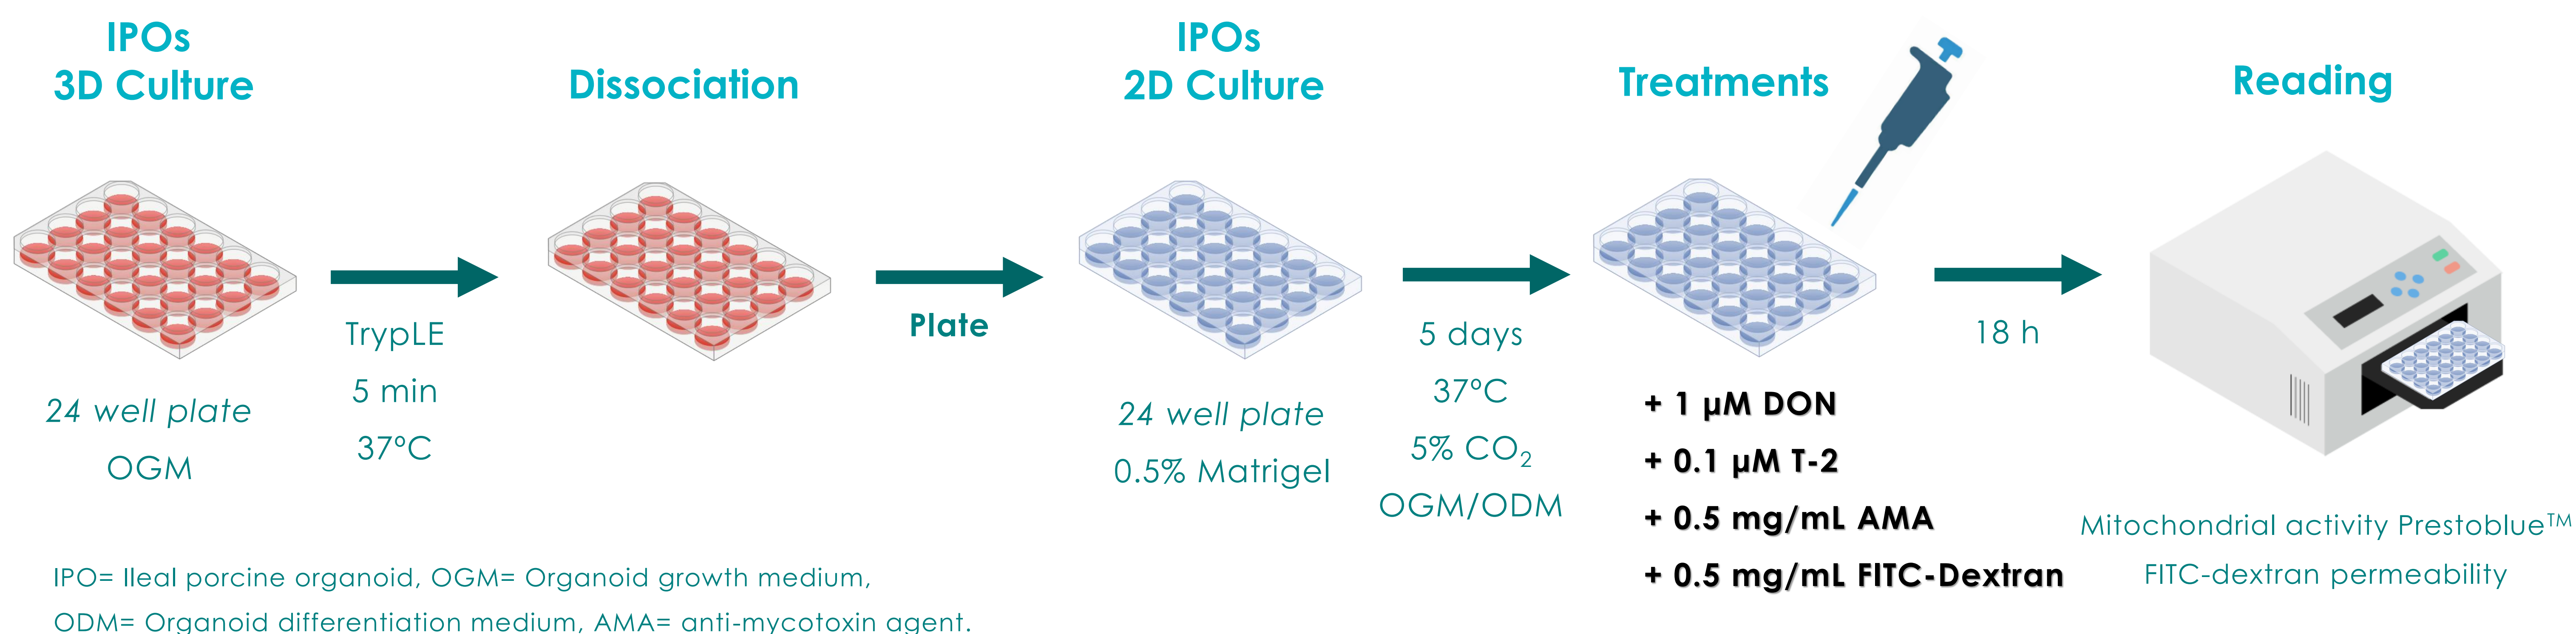 IPOs
3D Culture
Dissociation
IPOs
2D Culture
Treatments
Reading
TrypLE
5 min
37°C
Plate
5 days
37°C
5% CO₂
OGM/ODM
18 h
24 well plate
OGM
24 well plate
0.5% Matrigel
+ 1 µM DON
+ 0.1 µM T-2
+ 0.5 mg/mL AMA
+ 0.5 mg/mL FITC-Dextran
Mitochondrial activity Prestoblue™
FITC-dextran permeability
IPO= Ileal porcine organoid, OGM= Organoid growth medium,
ODM= Organoid differentiation medium, AMA= anti-mycotoxin agent.